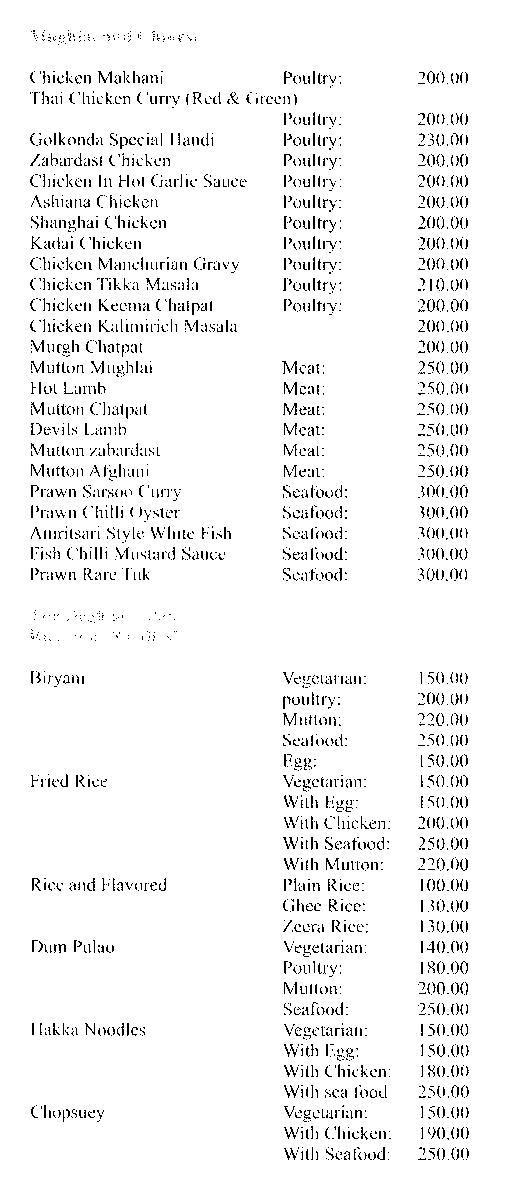 Chicken Makhani Poultry: 200.00
Thai Chicken Curry (Red & Green)
Poultry: 200.00
Golkonda Special Handi Poultry: 230.00
Zabardast Chicken Poultry: 200.00
Chicken In Hot Garlic Sauce Poultry: 200.00
Ashiana Chicken Poultry: 200.00
Shanghai Chicken Poultry: 200.00
Kadai Chicken Poultry: 200.00
Chicken Manchurian Gravy Poultry: 200.00
Chicken Tikka Masala Poultry: 210.00
Chicken Keema Chatpat Poultry: 200.00
Chicken Kalimirich Masala 200.00
Murgh Chatpat 200.00
Mutton Mughlai Meat: 250.00
Hot Lamb Meat: 250.00
Mutton Chatpat Meat: 250.00
Devils Lamb Meat: 250.00
Mutton zabardast Meat: 250.00
Mutton Afghani Meat: 250.00
Prawn Sarsoo Curry Seafood: 300.00
Prawn Chilli Oyster Seafood: 300.00
Amritsari Style White Fish Seafood: 300.00
Fish Chilli Mustard Sauce Seafood: 300.00
Prawn Rare Tuk Seafood: 300.00
Biryani Vegetarian: 150.00
poultry: 200.00
Mutton: 220.00
Seafood: 250.00
Egg: 150.00
Fried Rice Vegetarian: 150.00
With Egg: 150.00
With Chicken: 200.00
With Seafood: 250.00
With Mutton: 220.00
Rice and Flavored Plain Rice: 100.00
Ghee Rice: 130.00
Zeera Rice: 130.00
Dum Pulao Vegetarian: 140.00
Poultry: 180.00
Mutton: 200.00
Seafood: 250.00
Hakka Noodles Vegetarian: 150.00
With Egg: 150.00
With Chicken: 180.00
With sea food 250.00
Chopsuey Vegetarian: 150.00
With Chicken: 190.00
With Seafood: 250.00